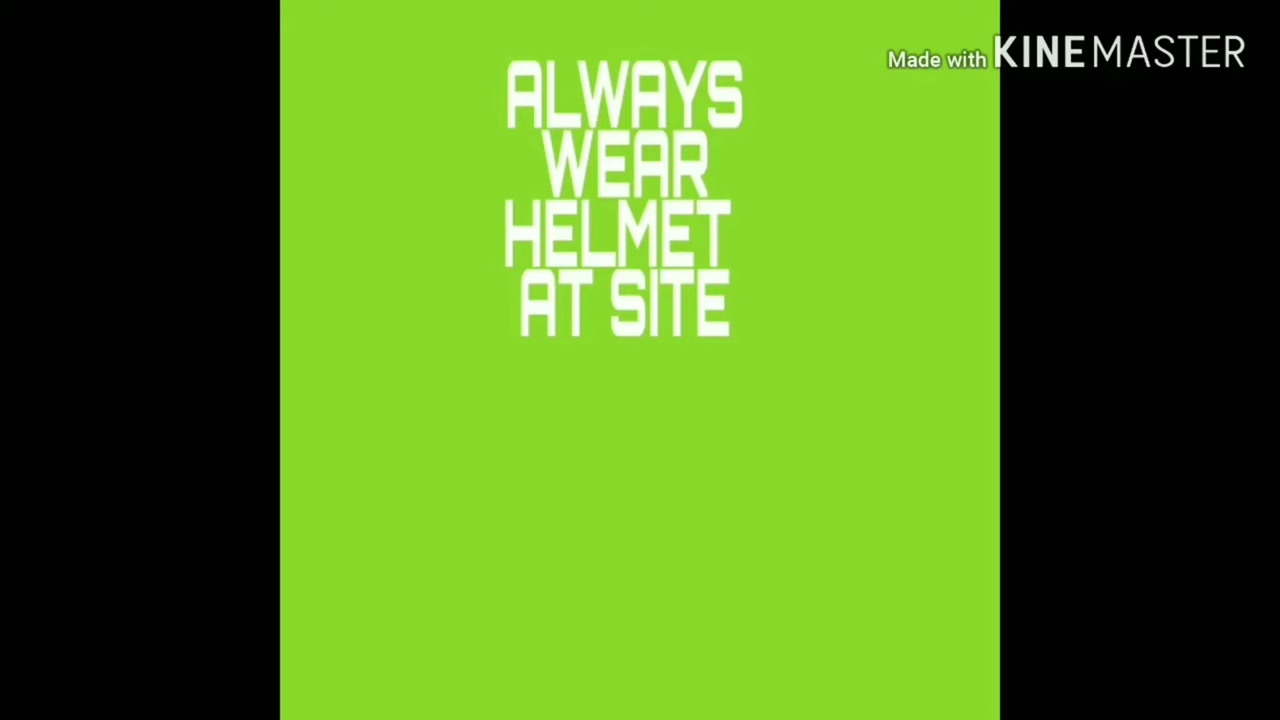 Made with KINEMASTER
ALWAYS
WEAR
HELMET
AT SITE